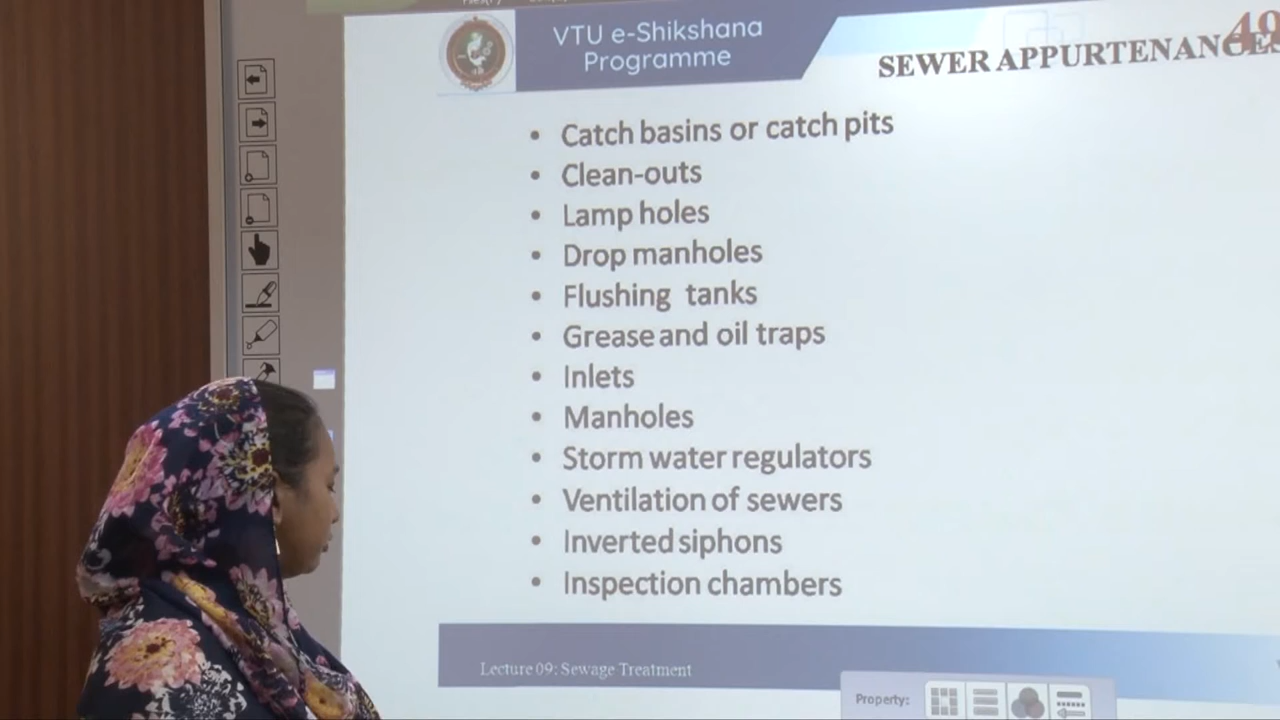 VTU e-Shikshana
Programme
49
SEWER APPURTENANCES
• Catch basins or catch pits
• Clean-outs
• Lamp holes
• Drop manholes
• Flushing tanks
• Grease and oil traps
• Inlets
• Manholes
• Storm water regulators
• Ventilation of sewers
• Inverted siphons
• Inspection chambers
Lecture 09: Sewage Treatment
Property: